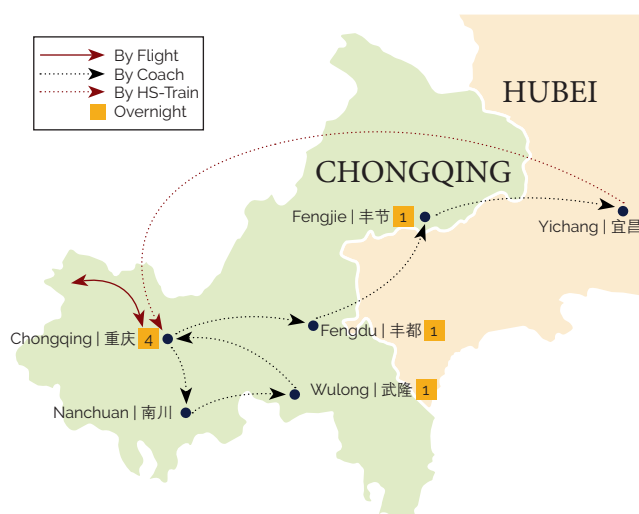 By Flight
By Coach
By HS-Train
Overnight
HUBEI
CHONGQING
Fengjie | 丰节 1
Yichang | 宜昌
Chongqing | 重庆 4
Fengdu | 丰都 1
Wulong | 武隆 1
Nanchuan | 南川